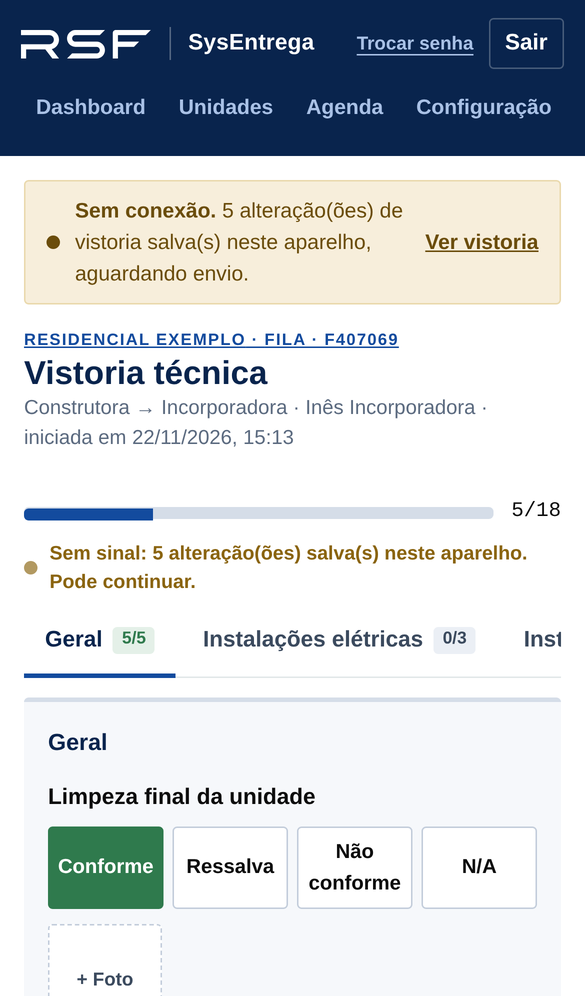 RSF SysEntrega Trocar senha Sair
Dashboard Unidades Agenda Configuração
Sem conexão. 5 alteração(ões) de
vistoria salva(s) neste aparelho,
aguardando envio.
Ver vistoria
RESIDENCIAL EXEMPLO · FILA · F407069
Vistoria técnica
Construtora → Incorporadora · Inês Incorporadora ·
iniciada em 22/11/2026, 15:13
5/18
Sem sinal: 5 alteração(ões) salva(s) neste aparelho.
Pode continuar.
Geral 5/5 Instalações elétricas 0/3 Inst
Geral
Limpeza final da unidade
Conforme Ressalva Não conforme N/A
+ Foto